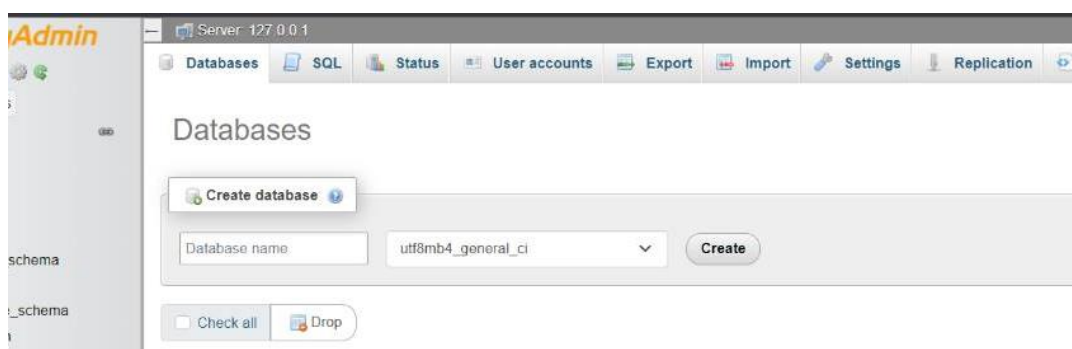 Admin
Server: 127.0.0.1
Databases SQL Status User accounts Export Import Settings Replication
Databases
Create database
Database name utf8mb4_general_ci Create
schema
_schema
Check all Drop